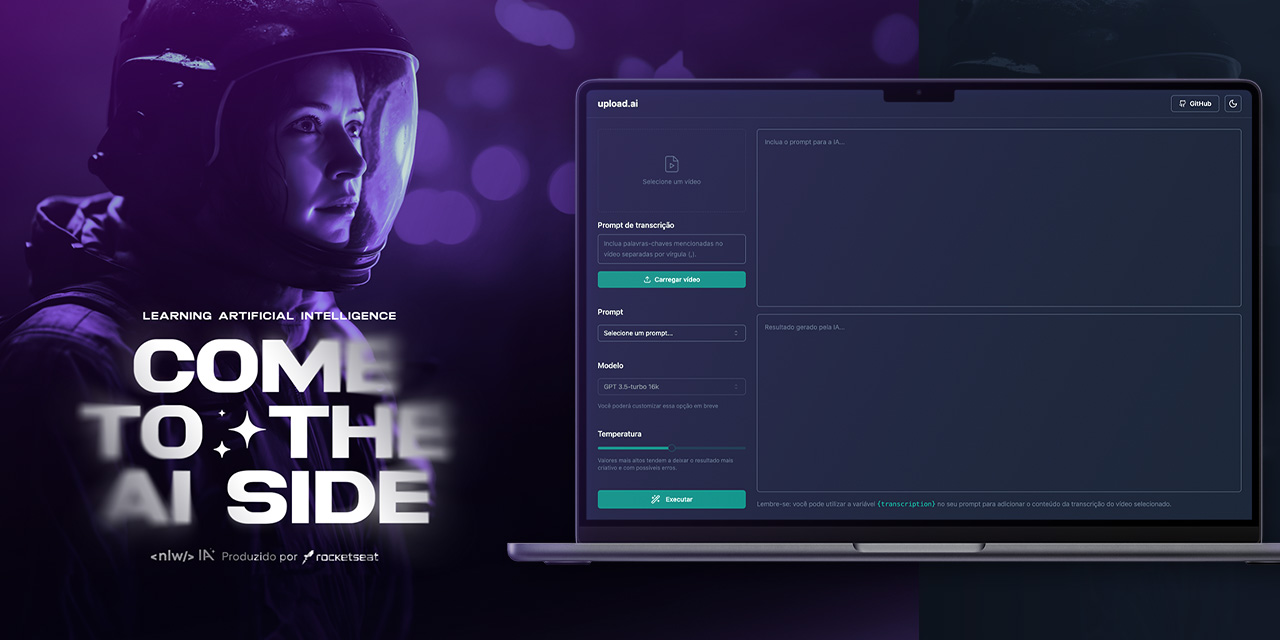 LEARNING ARTIFICIAL INTELLIGENCE
COME
TO THE
AI SIDE
<nlw/> IA Produzido por rocketseat
upload.ai
GitHub
Selecione um vídeo
Prompt de transcrição
Inclua palavras-chaves mencionadas no
vídeo separadas por vírgula (,).
Carregar vídeo
Prompt
Selecione um prompt...
Modelo
GPT 3.5-turbo 16k
Você poderá customizar essa opção em breve
Temperatura
Valores mais altos tendem a deixar o resultado mais
criativo e com possíveis erros.
Executar
Inclua o prompt para a IA...
Resultado gerado pela IA...
Lembre-se: você pode utilizar a variável {transcription} no seu prompt para adicionar o conteúdo da transcrição do vídeo selecionado.